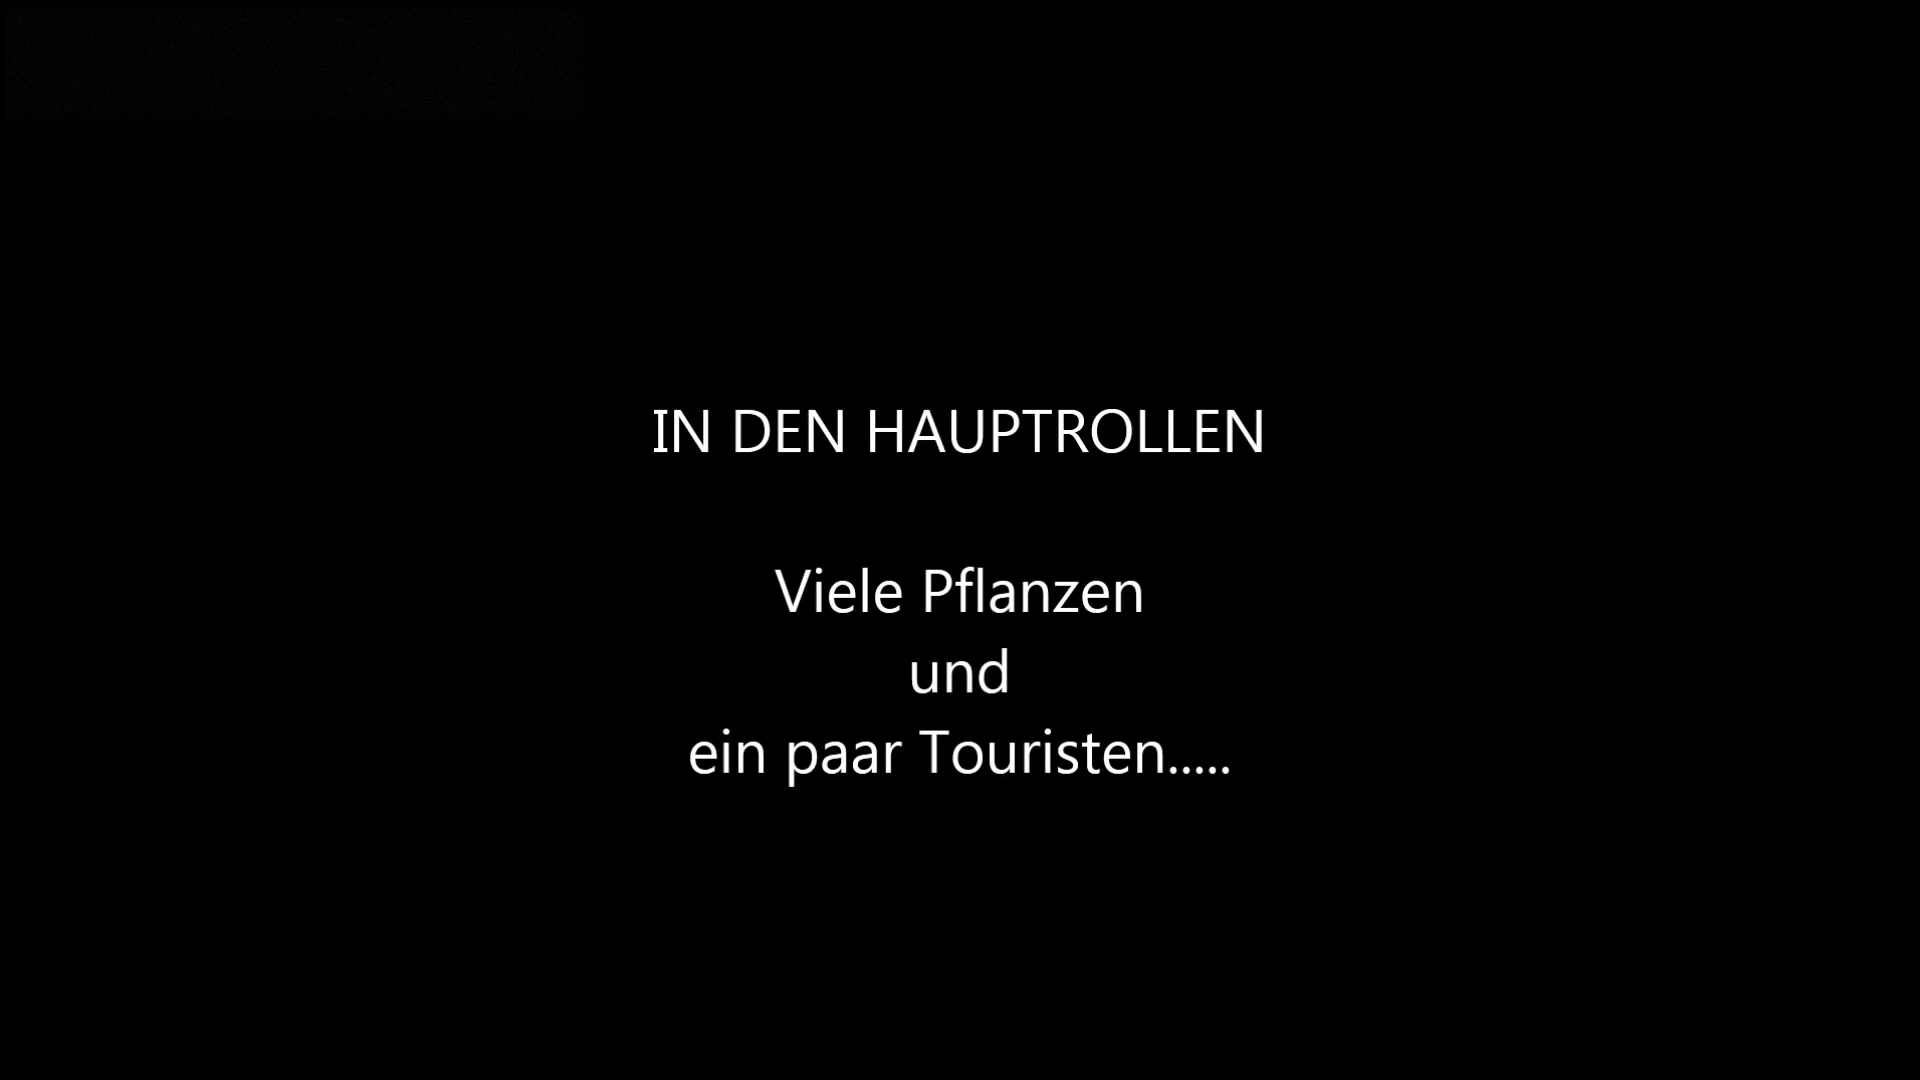 IN DEN HAUPTROLLEN
Viele Pflanzen
und
ein paar Touristen.....